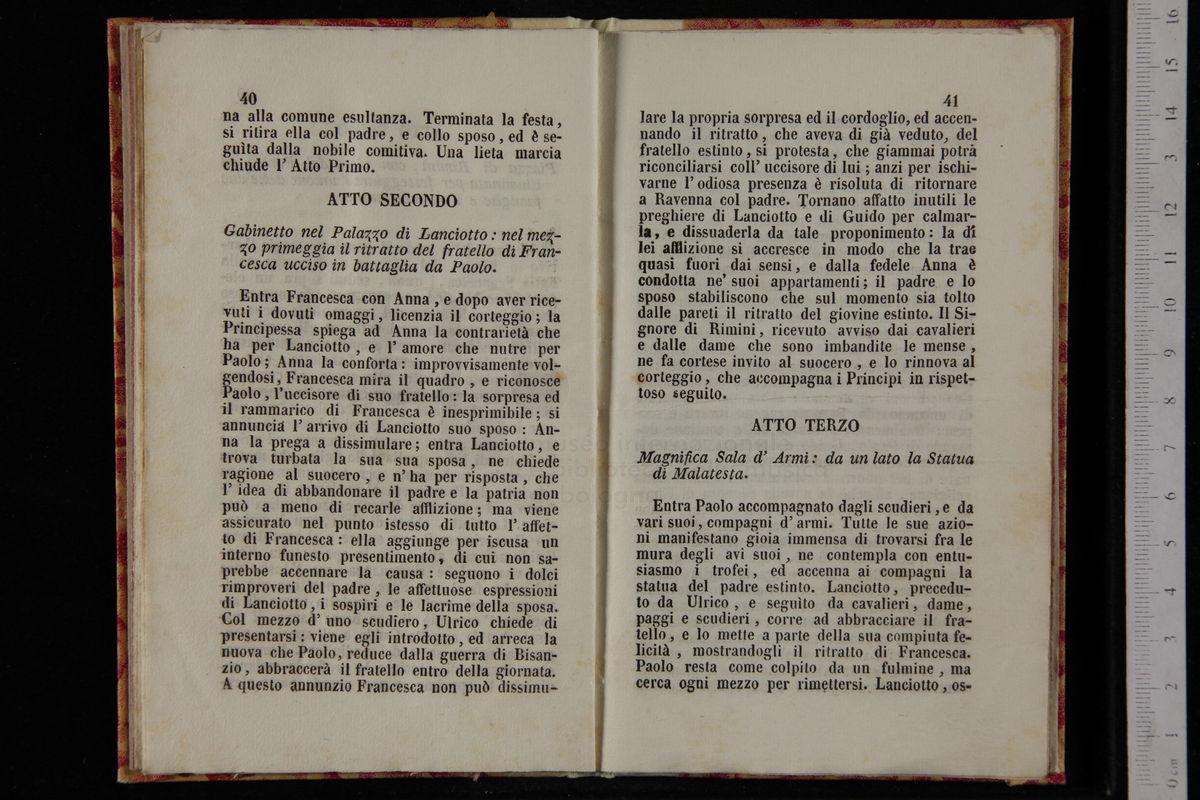 40
na alla comune esultanza. Terminata la festa,
si ritira ella col padre, e collo sposo, ed è se-
guita dalla nobile comitiva. Una lieta marcia
chiude l' Atto Primo.
ATTO SECONDO
Gabinetto nel Palazzo di Lanciotto: nel mez-
zo primeggia il ritratto del fratello di Fran-
cesca ucciso in battaglia da Paolo.
Entra Francesca con Anna, e dopo aver rice-
vuti i dovuti omaggi, licenzia il corteggio; la
Principessa spiega ad Anna la contrarietà che
ha per Lanciotto, e l' amore che nutre per
Paolo; Anna la conforta: improvvisamente vol-
gendosi, Francesca mira il quadro, e riconosce
Paolo, l'uccisore di suo fratello: la sorpresa ed
il rammarico di Francesca è inesprimibile; si
annuncia l' arrivo di Lanciotto suo sposo: An-
na la prega a dissimulare; entra Lanciotto, e
trova turbata la sua sua sposa, ne chiede
ragione al suocero, e n' ha per risposta, che
l' idea di abbandonare il padre e la patria non
può a meno di recarle afflizione; ma viene
assicurato nel punto istesso di tutto l' affet-
to di Francesca: ella aggiunge per iscusa un
interno funesto presentimento, di cui non sa-
prebbe accennare la causa: seguono i dolci
rimproveri del padre, le affettuose espressioni
di Lanciotto, i sospiri e le lacrime della sposa.
Col mezzo d' uno scudiero, Ulrico chiede di
presentarsi: viene egli introdotto, ed arreca la
nuova che Paolo, reduce dalla guerra di Bisan-
zio, abbraccerà il fratello entro della giornata.
A questo annunzio Francesca non può dissimu-
41
lare la propria sorpresa ed il cordoglio, ed accen-
nando il ritratto, che aveva di già veduto, del
fratello estinto, si protesta, che giammai potrà
riconciliarsi coll' uccisore di lui; anzi per ischi-
varne l' odiosa presenza è risoluta di ritornare
a Ravenna col padre. Tornano affatto inutili le
preghiere di Lanciotto e di Guido per calmar-
la, e dissuaderla da tale proponimento: la di
lei afflizione si accresce in modo che la trae
quasi fuori dai sensi, e dalla fedele Anna è
condotta ne' suoi appartamenti; il padre e lo
sposo stabiliscono che sul momento sia tolto
dalle pareti il ritratto del giovine estinto. Il Si-
gnore di Rimini, ricevuto avviso dai cavalieri
e dalle dame che sono imbandite le mense,
ne fa cortese invito al suocero, e lo rinnova al
corteggio, che accompagna i Principi in rispet-
toso seguito.
ATTO TERZO
Magnifica Sala d' Armi: da un lato la Statua
di Malatesta.
Entra Paolo accompagnato dagli scudieri, e da
vari suoi, compagni d' armi. Tutte le sue azio-
ni manifestano gioia immensa di trovarsi fra le
mura degli avi suoi, ne contempla con entu-
siasmo i trofei, ed accenna ai compagni la
statua del padre estinto. Lanciotto, precedu-
to da Ulrico, e seguito da cavalieri, dame,
paggi e scudieri, corre ad abbracciare il fra-
tello, e lo mette a parte della sua compiuta fe-
licità, mostrandogli il ritratto di Francesca.
Paolo resta come colpito da un fulmine, ma
cerca ogni mezzo per rimettersi. Lanciotto, os-
0 cm 1 2 3 4 5 6 7 8 9 10 11 12 13 14 15 16